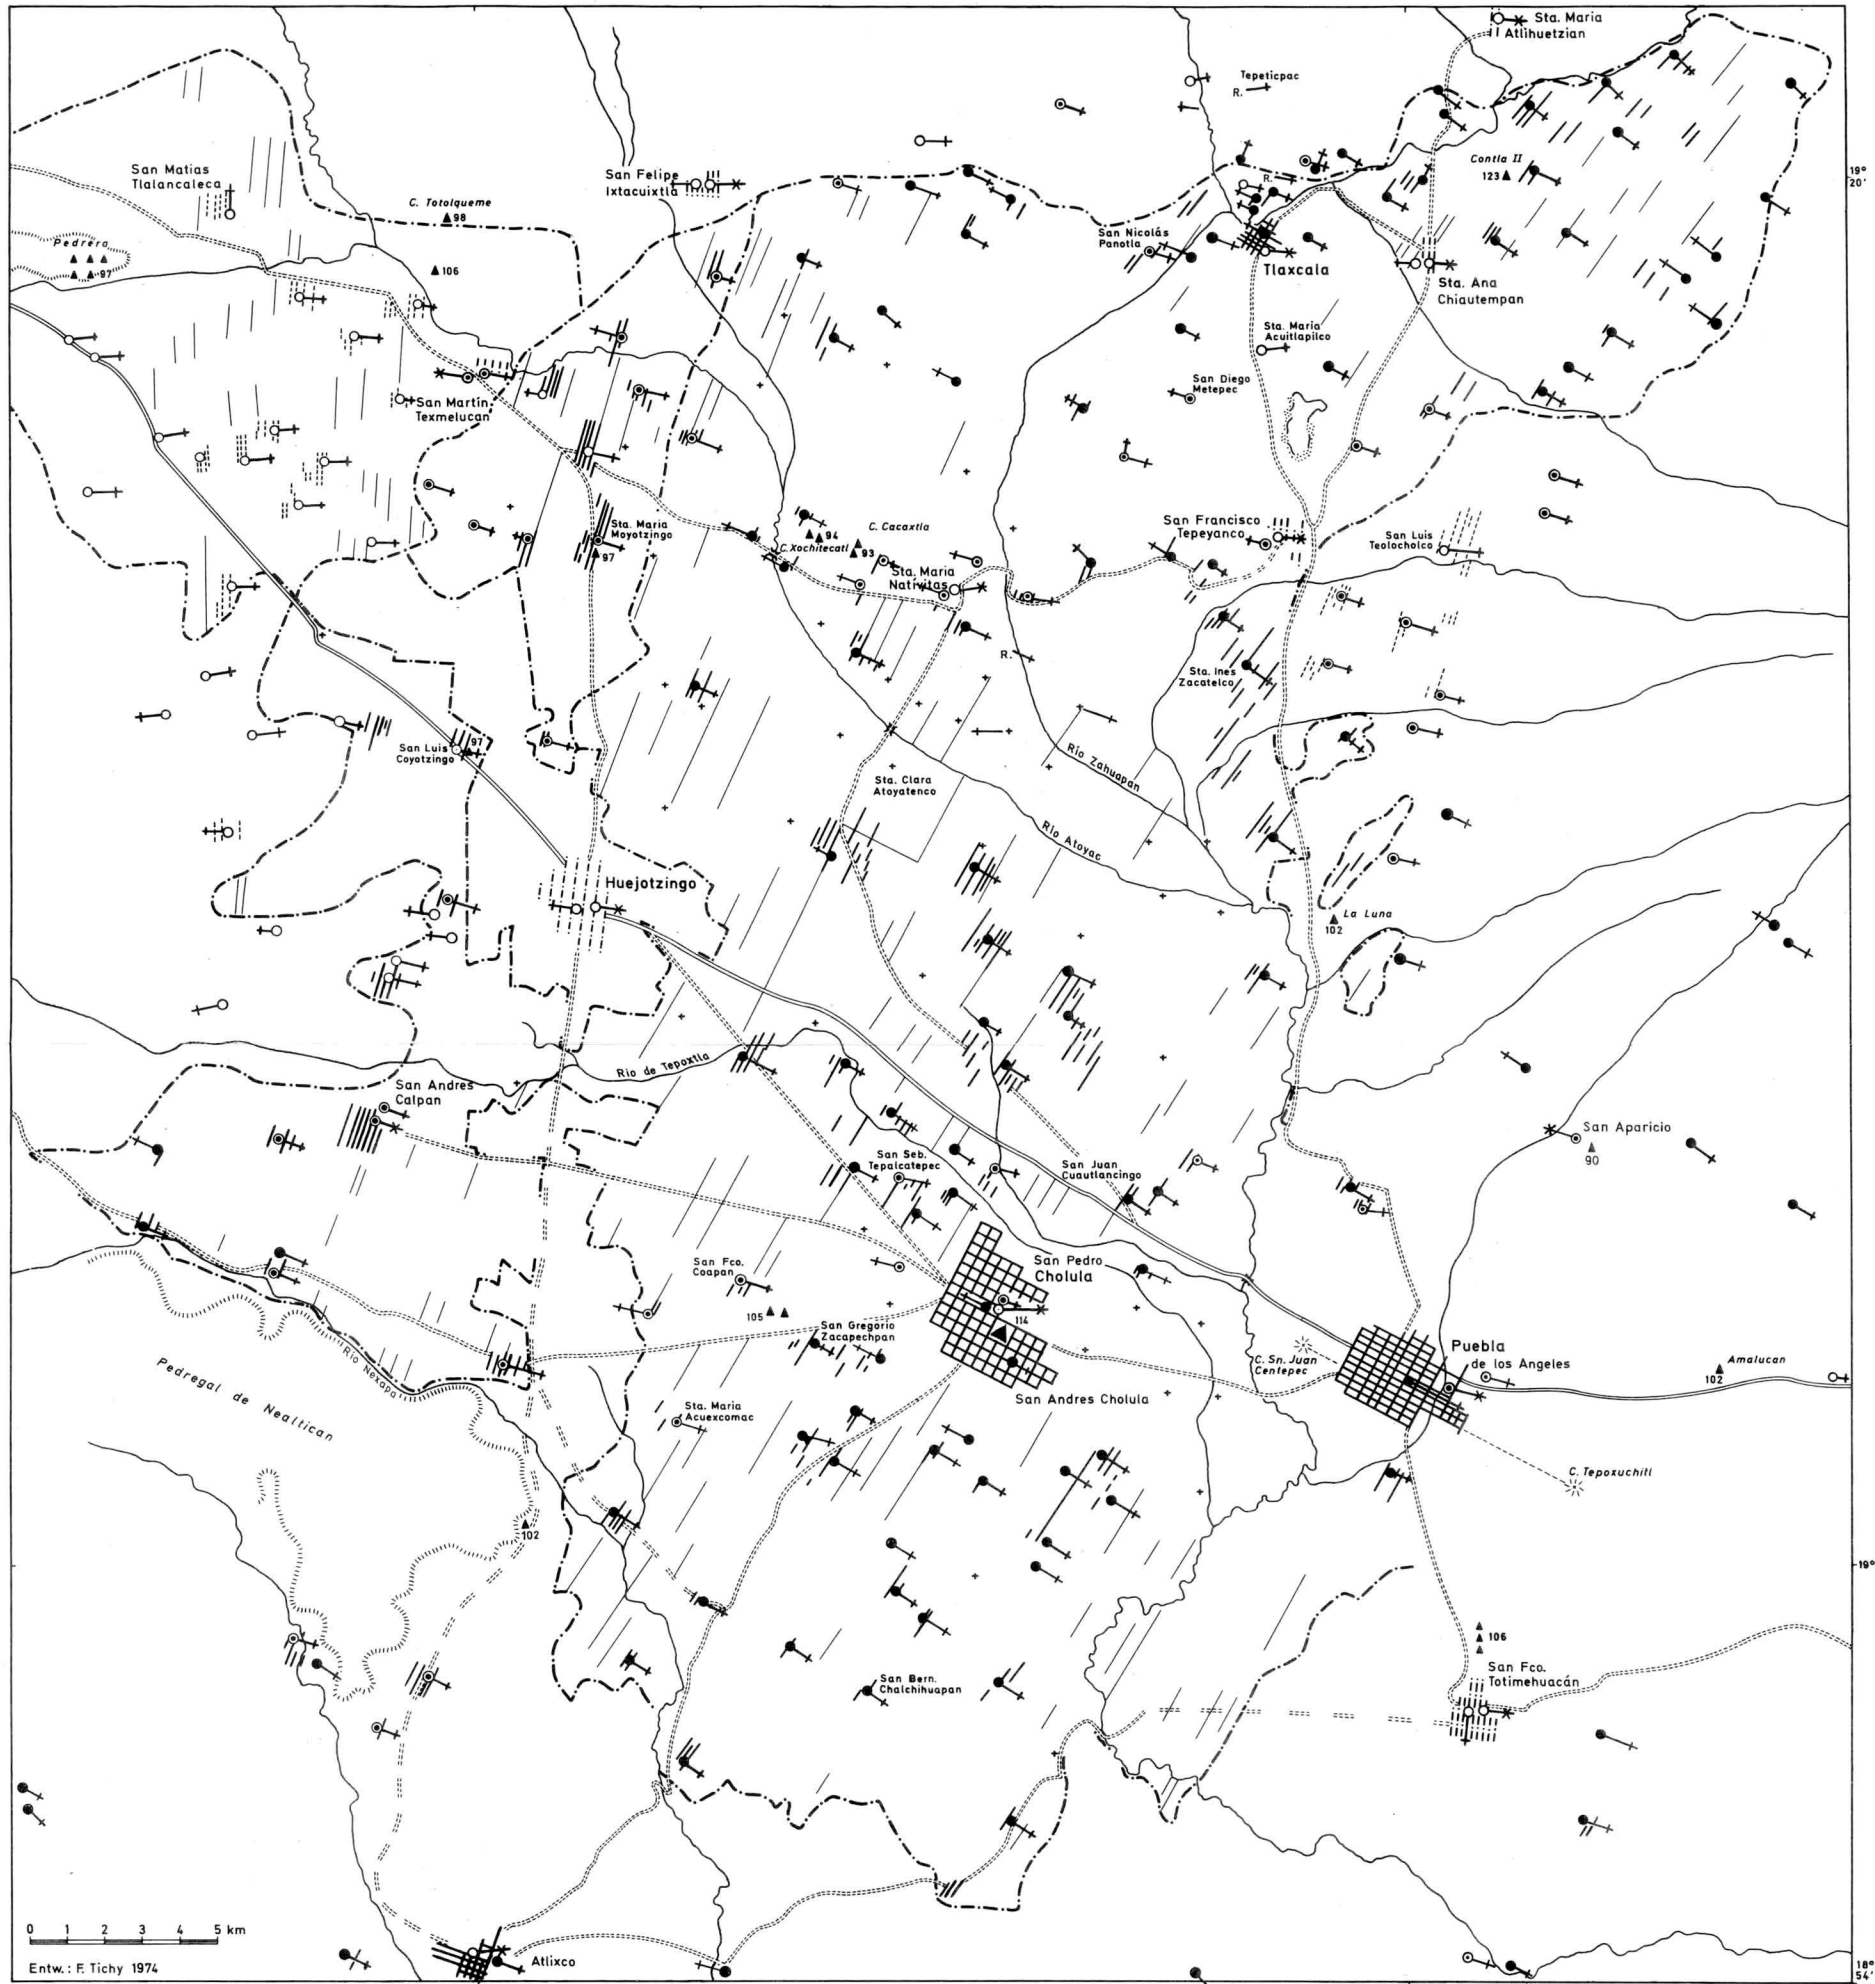 Sta. Maria
Atlihuetzian
Tepeticpac
R.
San Matias
Tlalancaleca
San Felipe
Ixtacuixtla
Contla II
123
R.
19°
20'
C. Totolqueme
98
Pedrera
97
106
San Nicolás
Panotla
Tlaxcala
Sta. Ana
Chiautempan
Sta. Maria
Acuitlapilco
San Diego
Metepec
San Martín
Texmelucan
Sta. Maria
Moyotzingo
97
94
C. Cacaxtla
C. Xochitecatl
93
San Francisco
Tepeyanco
San Luis
Teolocholco
Sta. Maria
Nativitas
R.
Sta. Ines
Zacatelco
San Luis
Coyotzingo
97
Río Zahuapan
Sta. Clara
Atoyatenco
Río Atoyac
Huejotzingo
La Luna
102
Río de Tepoxtla
San Andres
Calpan
San Aparicio
90
San Seb.
Tepalcatepec
San Juan
Cuautlancingo
San Fco.
Coapan
San Pedro
Cholula
105
114
San Gregorio
Zacapechpan
Río Nexapa
Pedregal de Nealtican
C. Sn. Juan
Centepec
Puebla
de los Angeles
Amalucan
102
San Andres Cholula
Sta. Maria
Acuexcomac
C. Tepoxuchitl
102
19°
106
San Fco.
Totimehuacán
San Bern.
Chalchihuapan
0 1 2 3 4 5 km
Atlixco
Entw.: F. Tichy 1974
18°
54'